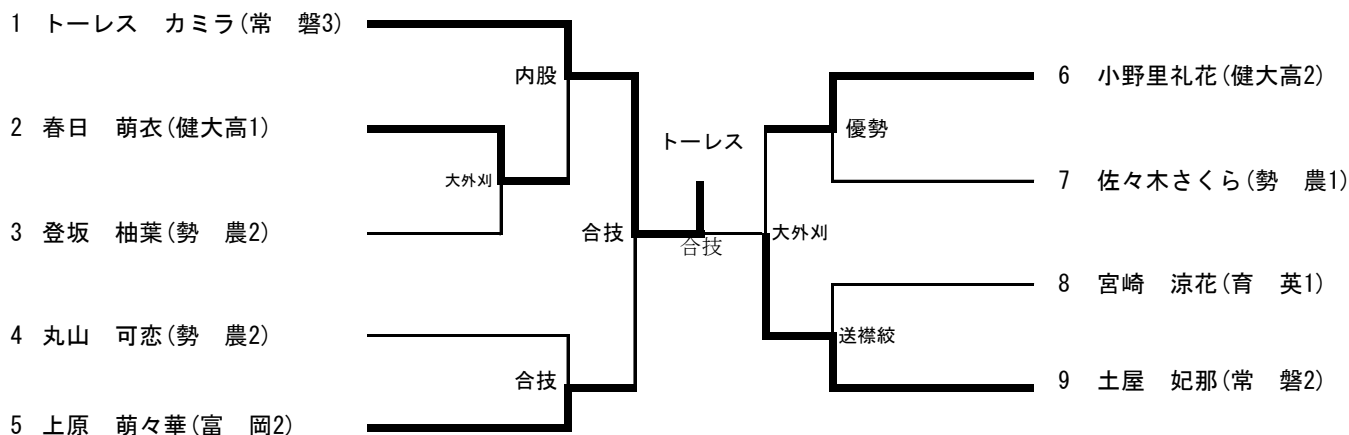 1 トーレス カミラ(常 磐3)
内股
2 春日 萌衣(健大高1)
大外刈
3 登坂 柚葉(勢 農2)
合技
4 丸山 可恋(勢 農2)
合技
5 上原 萌々華(富 岡2)
トーレス
合技
6 小野里礼花(健大高2)
優勢
7 佐々木さくら(勢 農1)
大外刈
8 宮崎 涼花(育 英1)
送襟絞
9 土屋 妃那(常 磐2)